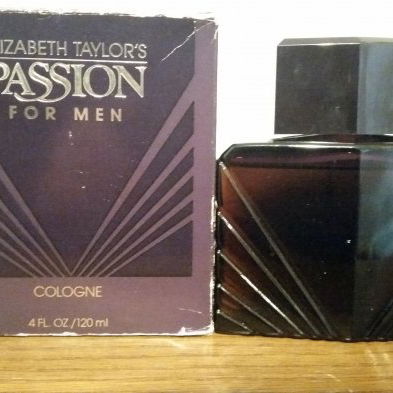 IZABETH TAYLOR'S
PASSION
FOR MEN
COLOGNE
4 FL. OZ./120 ml